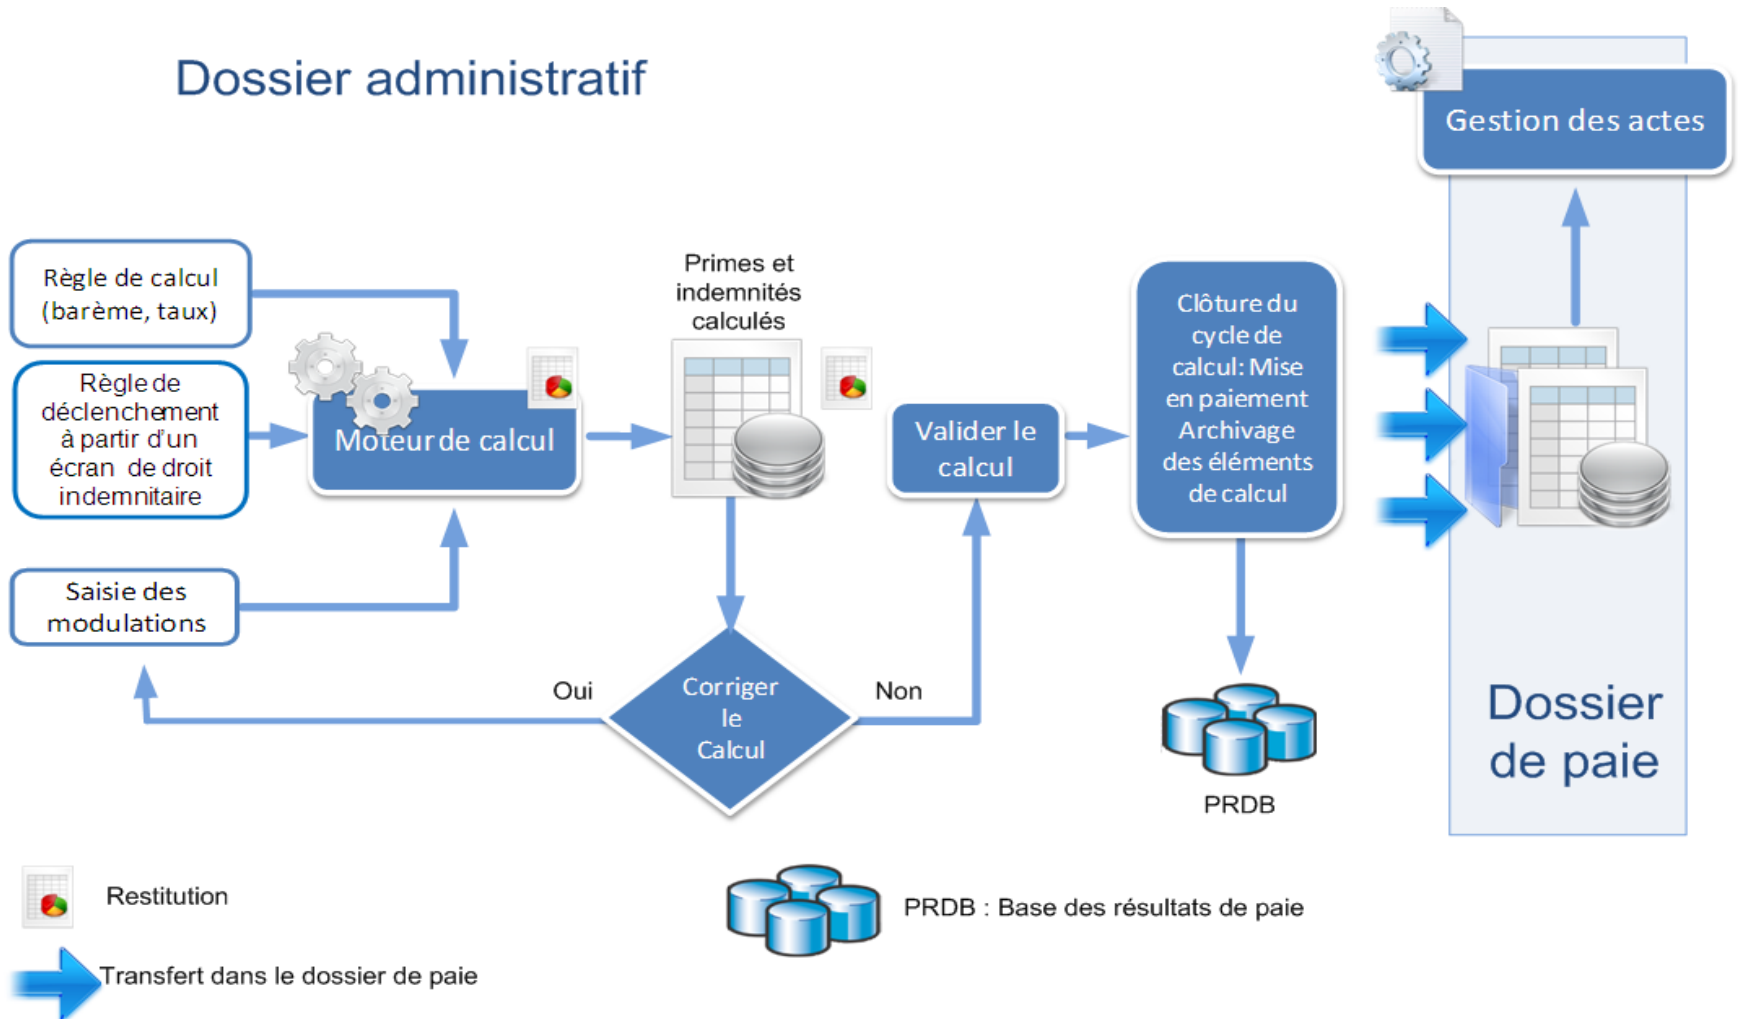 Dossier administratif
Gestion des actes
Règle de calcul
(barème, taux)
Règle de
déclenchement
à partir d'un
écran de droit
indemnitaire
Saisie des
modulations
Moteur de calcul
Primes et
indemnités
calculés
Corriger
le
Calcul
Oui
Non
Valider le
calcul
Clôture du
cycle de
calcul: Mise
en paiement
Archivage
des éléments
de calcul
PRDB
Dossier
de paie
Restitution
PRDB : Base des résultats de paie
Transfert dans le dossier de paie